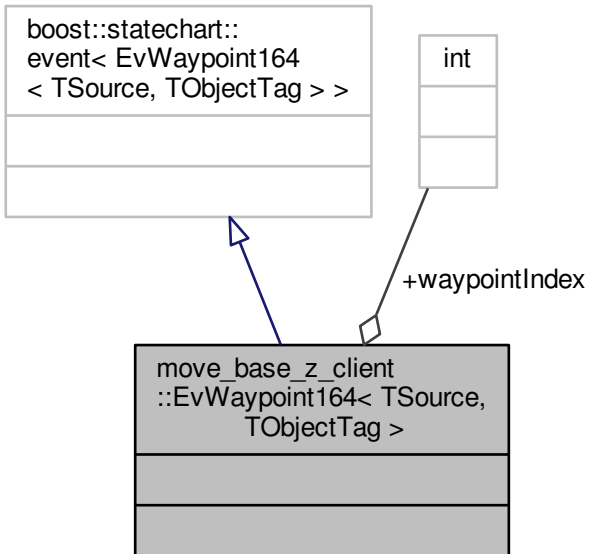 boost::statechart::
event< EvWaypoint164
< TSource, TObjectTag > >
int
+waypointIndex
move_base_z_client
::EvWaypoint164< TSource,
TObjectTag >